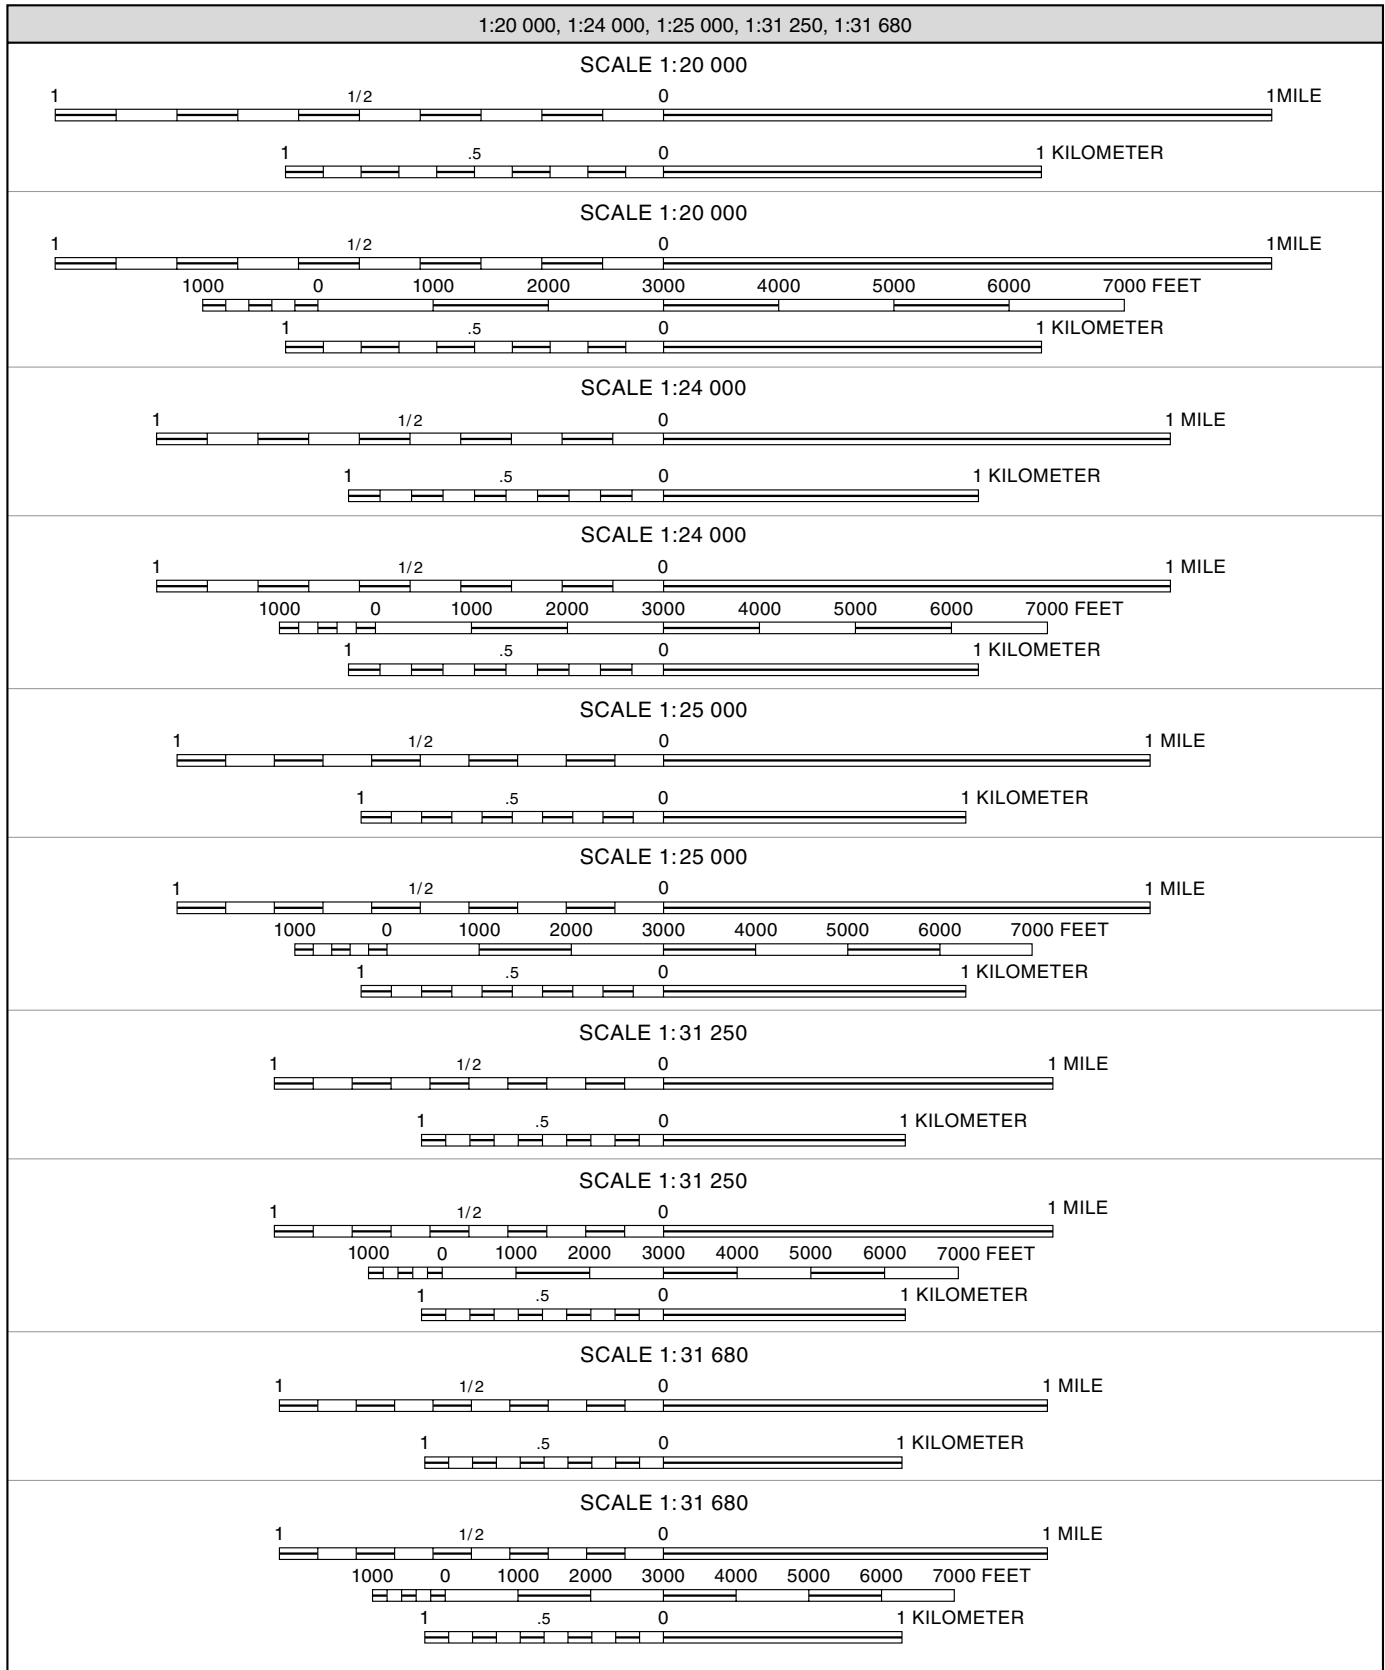 1:20 000, 1:24 000, 1:25 000, 1:31 250, 1:31 680
SCALE 1:20 000
1 1/2 0 1MILE
1 .5 0 1 KILOMETER
SCALE 1:20 000
1 1/2 0 1MILE
1000 0 1000 2000 3000 4000 5000 6000 7000 FEET
1 .5 0 1 KILOMETER
SCALE 1:24 000
1 1/2 0 1 MILE
1 .5 0 1 KILOMETER
SCALE 1:24 000
1 1/2 0 1 MILE
1000 0 1000 2000 3000 4000 5000 6000 7000 FEET
1 .5 0 1 KILOMETER
SCALE 1:25 000
1 1/2 0 1 MILE
1 .5 0 1 KILOMETER
SCALE 1:25 000
1 1/2 0 1 MILE
1000 0 1000 2000 3000 4000 5000 6000 7000 FEET
1 .5 0 1 KILOMETER
SCALE 1:31 250
1 1/2 0 1 MILE
1 .5 0 1 KILOMETER
SCALE 1:31 250
1 1/2 0 1 MILE
1000 0 1000 2000 3000 4000 5000 6000 7000 FEET
1 .5 0 1 KILOMETER
SCALE 1:31 680
1 1/2 0 1 MILE
1 .5 0 1 KILOMETER
SCALE 1:31 680
1 1/2 0 1 MILE
1000 0 1000 2000 3000 4000 5000 6000 7000 FEET
1 .5 0 1 KILOMETER